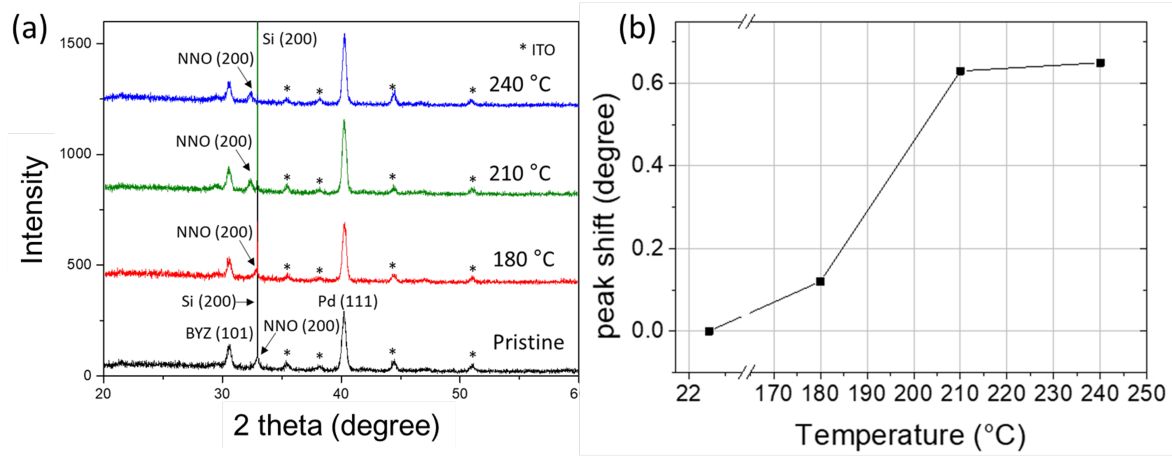 (a)
Si (200)
* ITO
NNO (200)
240 °C
* * * *
NNO (200)
210 °C
* * * *
NNO (200)
180 °C
* * * *
Si (200)
Pd (111)
BYZ (101)
NNO (200)
Pristine
* * * *
1500
1000
500
0
Intensity
20 30 40 50 6
2 theta (degree)
(b)
0.6
0.4
0.2
0.0
peak shift (degree)
22 170 180 190 200 210 220 230 240 250
Temperature (°C)